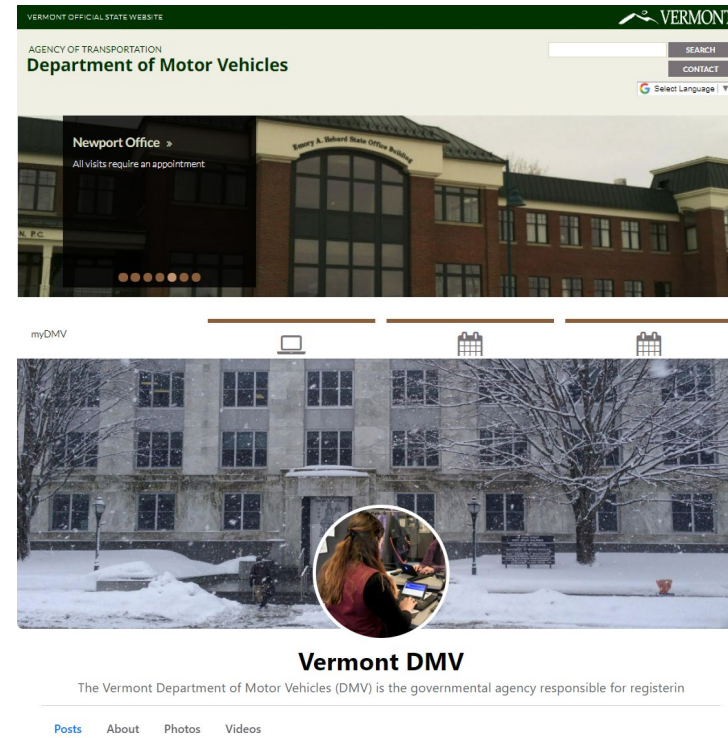 VERMONT OFFICIAL STATE WEBSITE
VERMONT
AGENCY OF TRANSPORTATION
Department of Motor Vehicles
SEARCH
CONTACT
G Select Language ▼
Newport Office »
All visits require an appointment
Emory A. Hebard State Office Building
N, P.C.
myDMV
Vermont DMV
The Vermont Department of Motor Vehicles (DMV) is the governmental agency responsible for registerin
Posts About Photos Videos